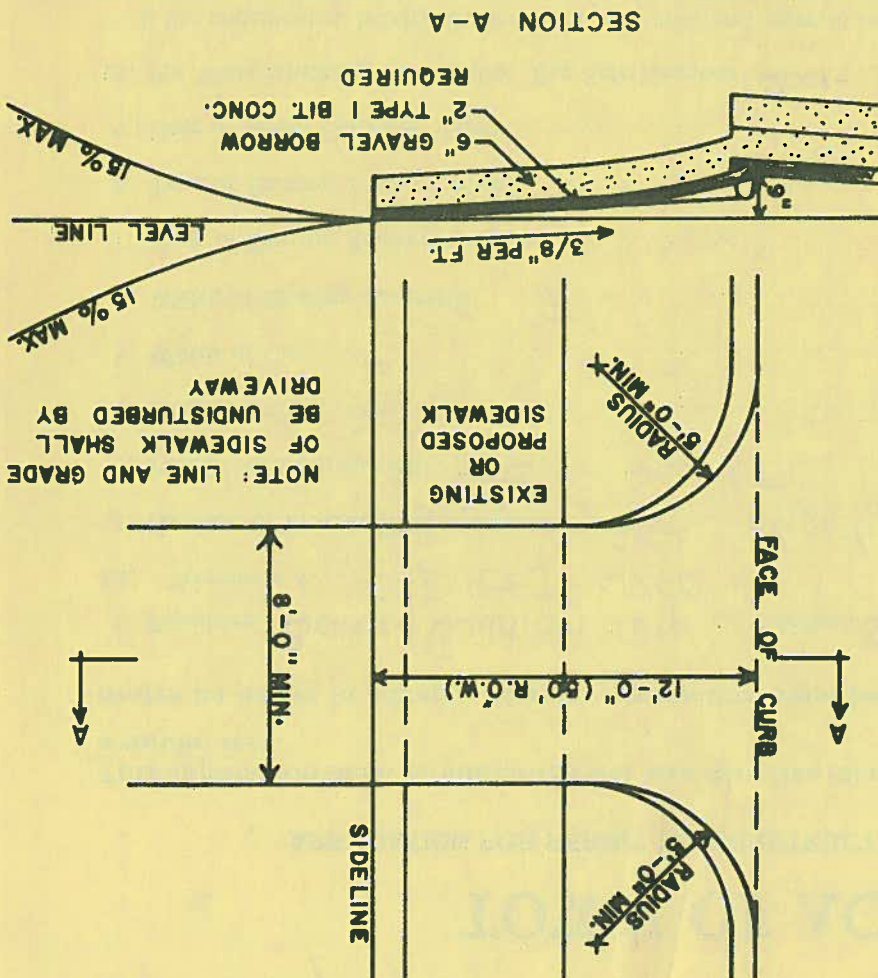 SIDELINE
RADIUS
5'-0" MIN.
FACE OF CURB
A
A
12'-0" (50' R.O.W.)
8'-0" MIN.
NOTE: LINE AND GRADE
OF SIDEWALK SHALL
BE UNDISTURBED BY
DRIVEWAY
EXISTING
OR
PROPOSED
SIDEWALK
RADIUS
5'-0" MIN.
15% MAX.
LEVEL LINE
15% MAX.
3/8" PER FT.
6"
6" GRAVEL BORROW
2" TYPE I BIT. CONC.
REQUIRED
SECTION A-A